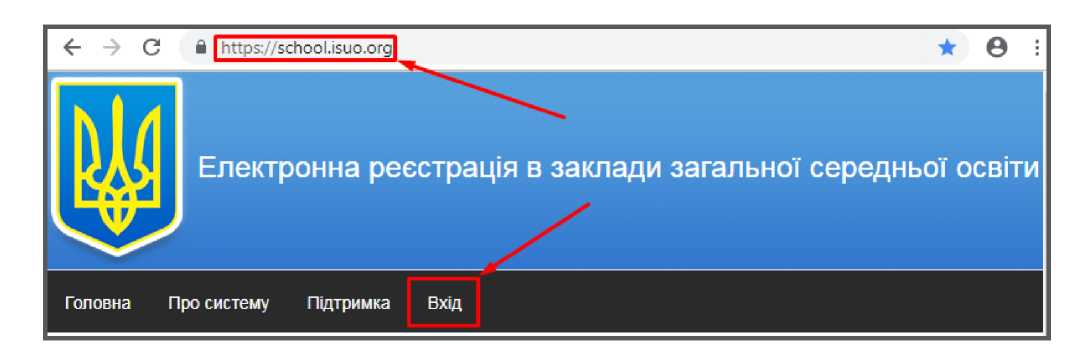 https://school.isuo.org
Електронна реєстрація в заклади загальної середньої освіти
Головна Про систему Підтримка Вхід